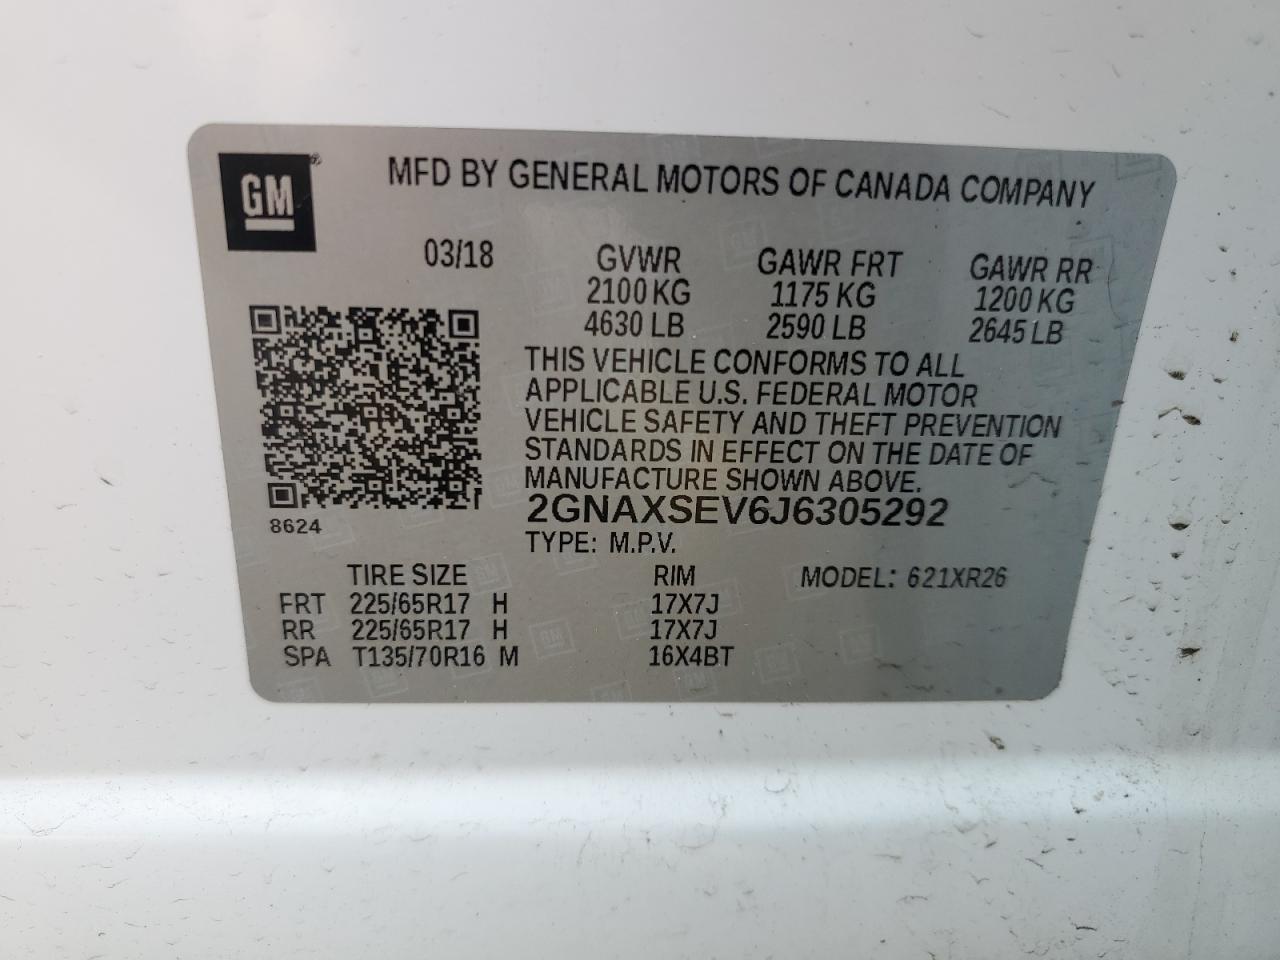 GM®
MFD BY GENERAL MOTORS OF CANADA COMPANY
03/18 GVWR GAWR FRT GAWR RR
2100 KG 1175 KG 1200 KG
4630 LB 2590 LB 2645 LB
THIS VEHICLE CONFORMS TO ALL
APPLICABLE U.S. FEDERAL MOTOR
VEHICLE SAFETY AND THEFT PREVENTION
STANDARDS IN EFFECT ON THE DATE OF
MANUFACTURE SHOWN ABOVE.
8624 2GNAXSEV6J6305292
TYPE: M.P.V.
TIRE SIZE RIM MODEL: 621XR26
FRT 225/65R17 H 17X7J
RR 225/65R17 H 17X7J
SPA T135/70R16 M 16X4BT